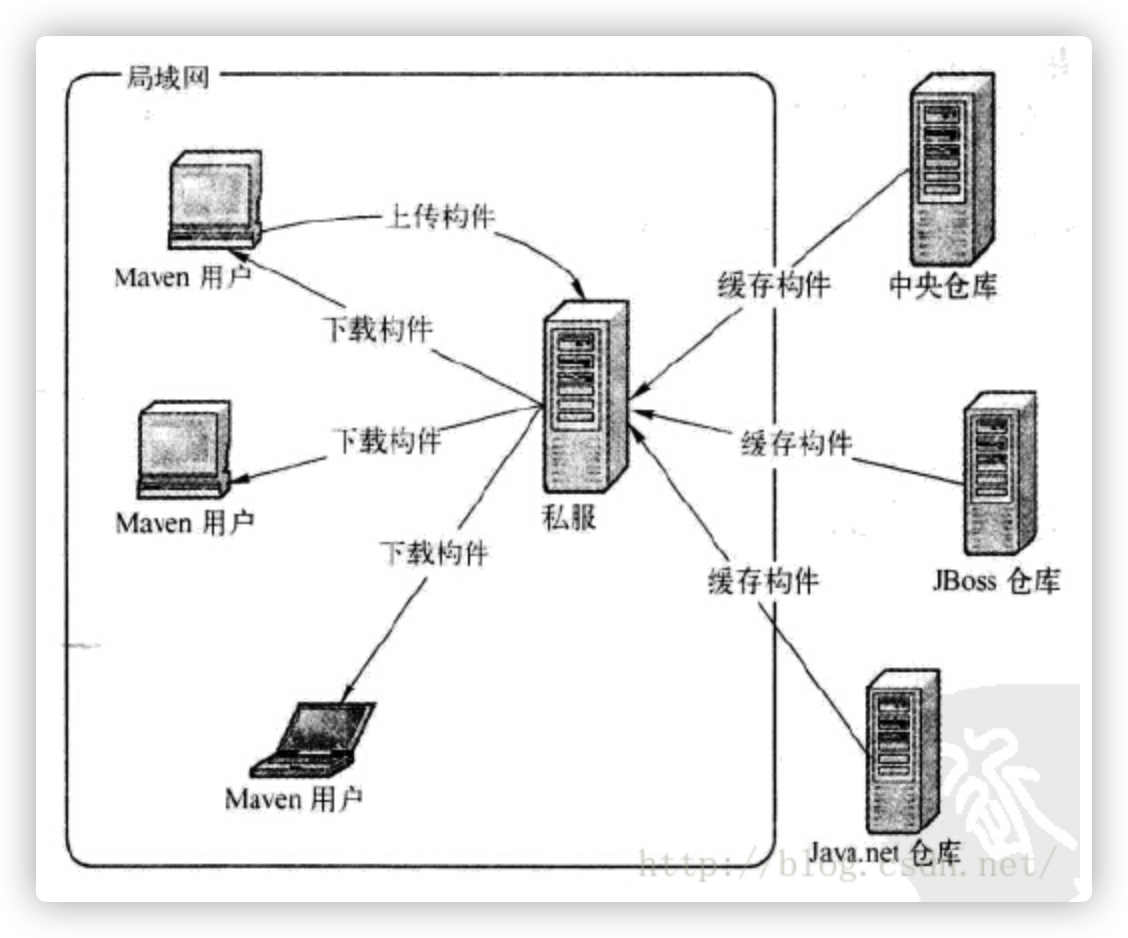 局域网
上传构件
Maven 用户
缓存构件
中央仓库
下载构件
下载构件
缓存构件
Maven 用户
私服
下载构件
缓存构件
JBoss 仓库
Maven 用户
Java.net 仓库
http://blog.csdn.net/